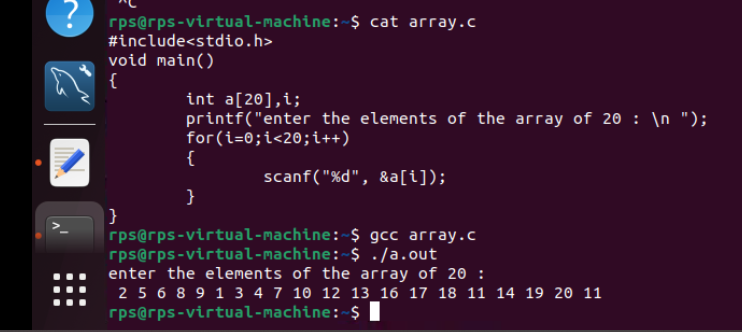 ^C
rps@rps-virtual-machine:~$ cat array.c
#include<stdio.h>
void main()
{
        int a[20],i;
        printf("enter the elements of the array of 20 : \n ");
        for(i=0;i<20;i++)
        {
                scanf("%d", &a[i]);
        }
}
rps@rps-virtual-machine:~$ gcc array.c
rps@rps-virtual-machine:~$ ./a.out
enter the elements of the array of 20 :
 2 5 6 8 9 1 3 4 7 10 12 13 16 17 18 11 14 19 20 11
rps@rps-virtual-machine:~$